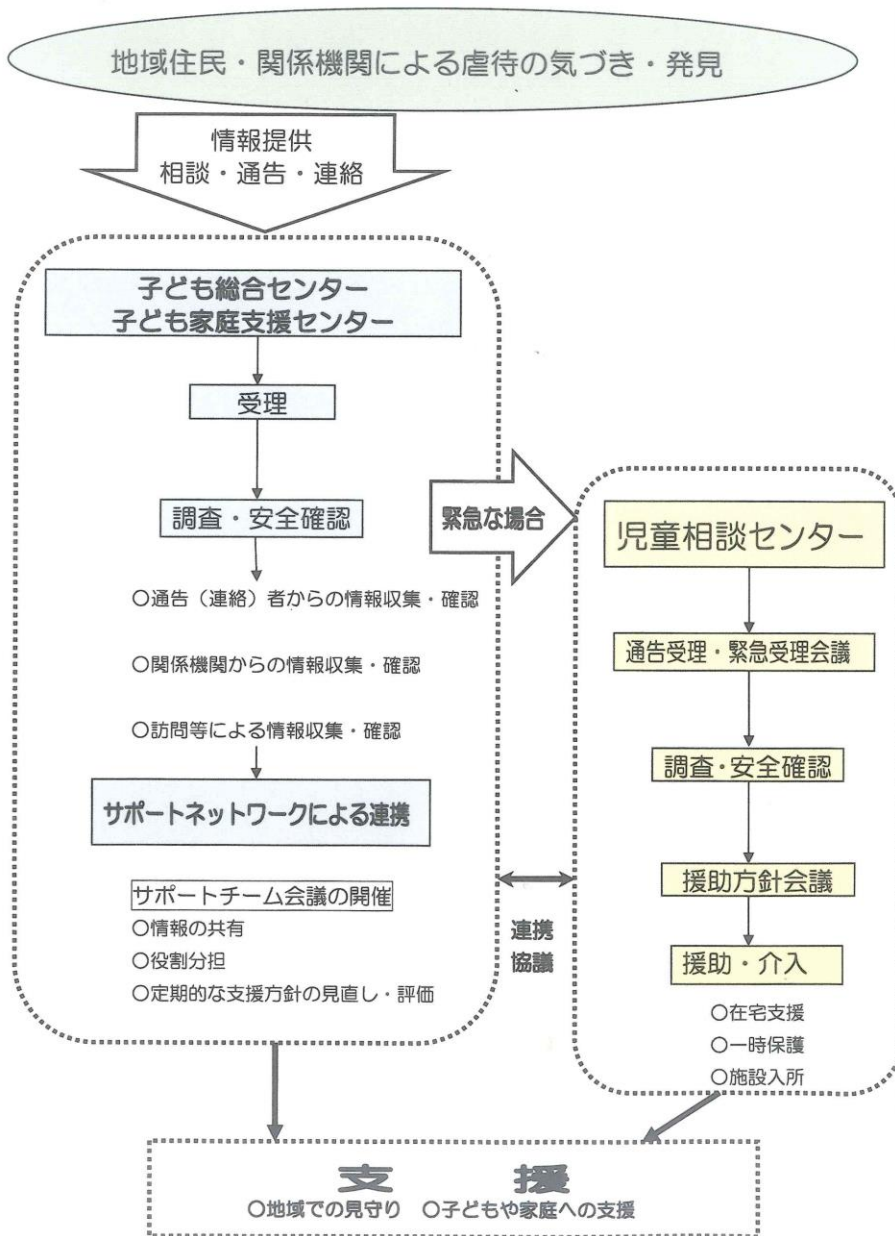 地域住民・関係機関による虐待の気づき・発見
情報提供
相談・通告・連絡
子ども総合センター
子ども家庭支援センター
受理
調査・安全確認
○通告（連絡）者からの情報収集・確認
○関係機関からの情報収集・確認
○訪問等による情報収集・確認
サポートネットワークによる連携
サポートチーム会議の開催
○情報の共有
○役割分担
○定期的な支援方針の見直し・評価
緊急な場合
連携
協議
児童相談センター
通告受理・緊急受理会議
調査・安全確認
援助方針会議
援助・介入
○在宅支援
○一時保護
○施設入所
支　援
○地域での見守り　○子どもや家庭への支援